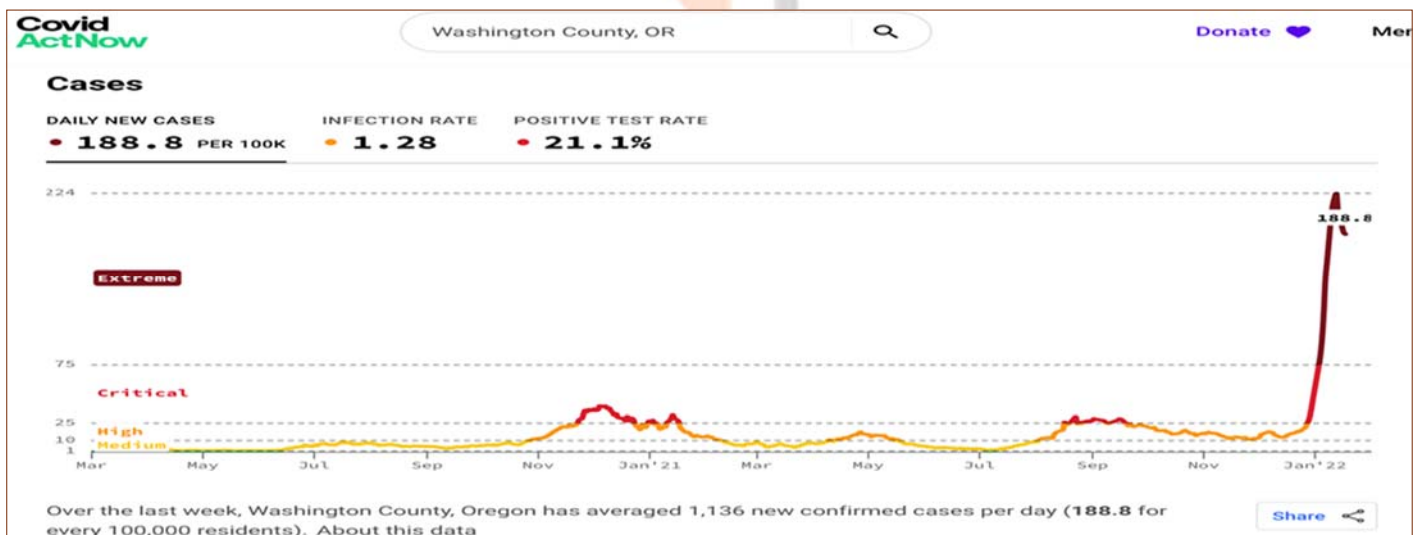 Covid
ActNow
Washington County, OR
Donate
Mer
Cases
DAILY NEW CASES
INFECTION RATE
POSITIVE TEST RATE
188.8 PER 100K
1.28
21.1%
224
188.8
Extreme
75
Critical
25
High
10
Medium
1
Mar May Jul Sep Nov Jan'21 Mar May Jul Sep Nov Jan'22
Over the last week, Washington County, Oregon has averaged 1,136 new confirmed cases per day (188.8 for
every 100,000 residents). About this data
Share